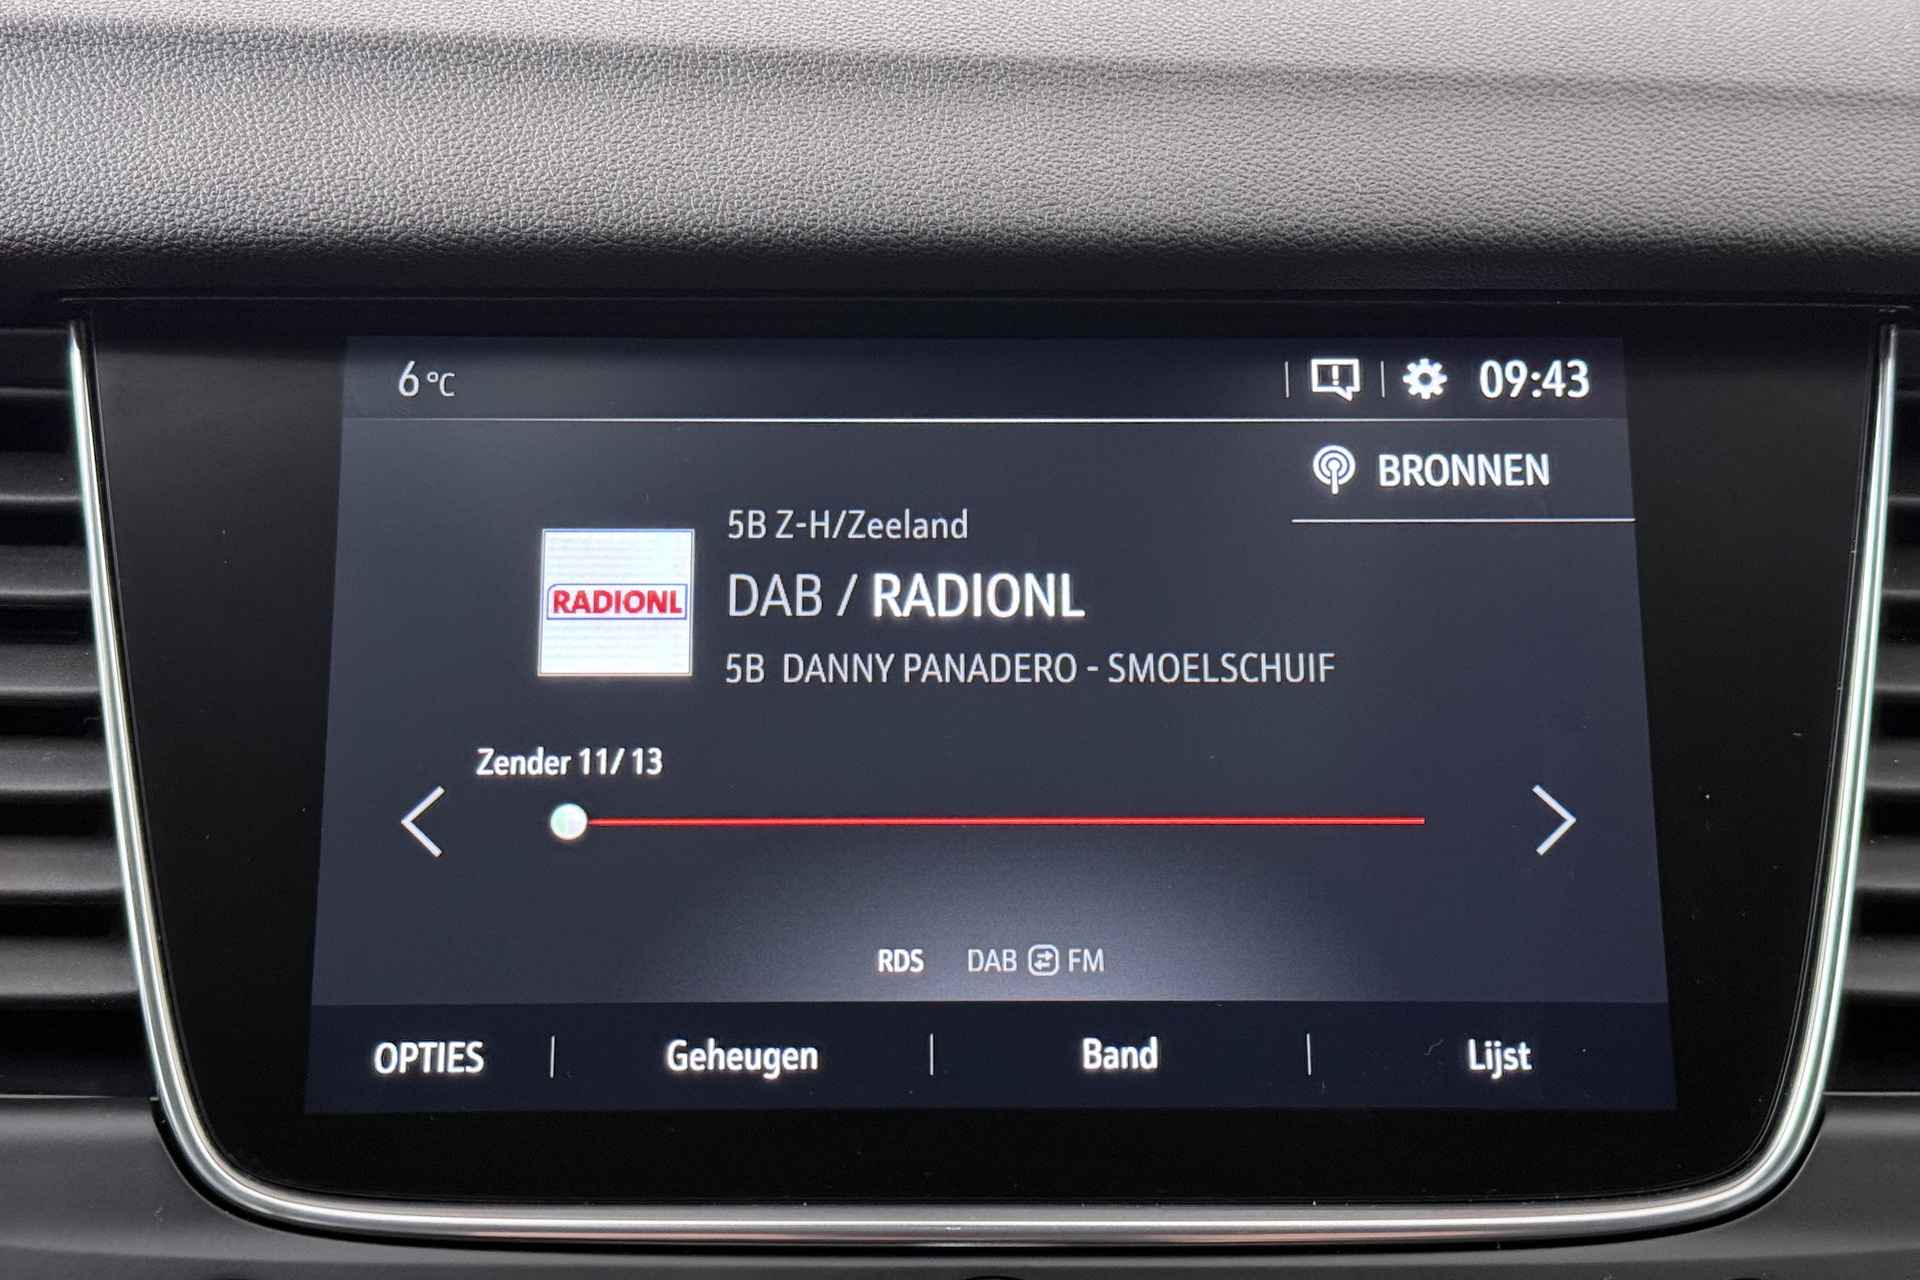 6 °C
09:43
BRONNEN
5B Z-H/Zeeland
RADIONL
DAB / RADIONL
5B DANNY PANADERO - SMOELSCHUIF
Zender 11/ 13
RDS DAB FM
OPTIES Geheugen Band Lijst